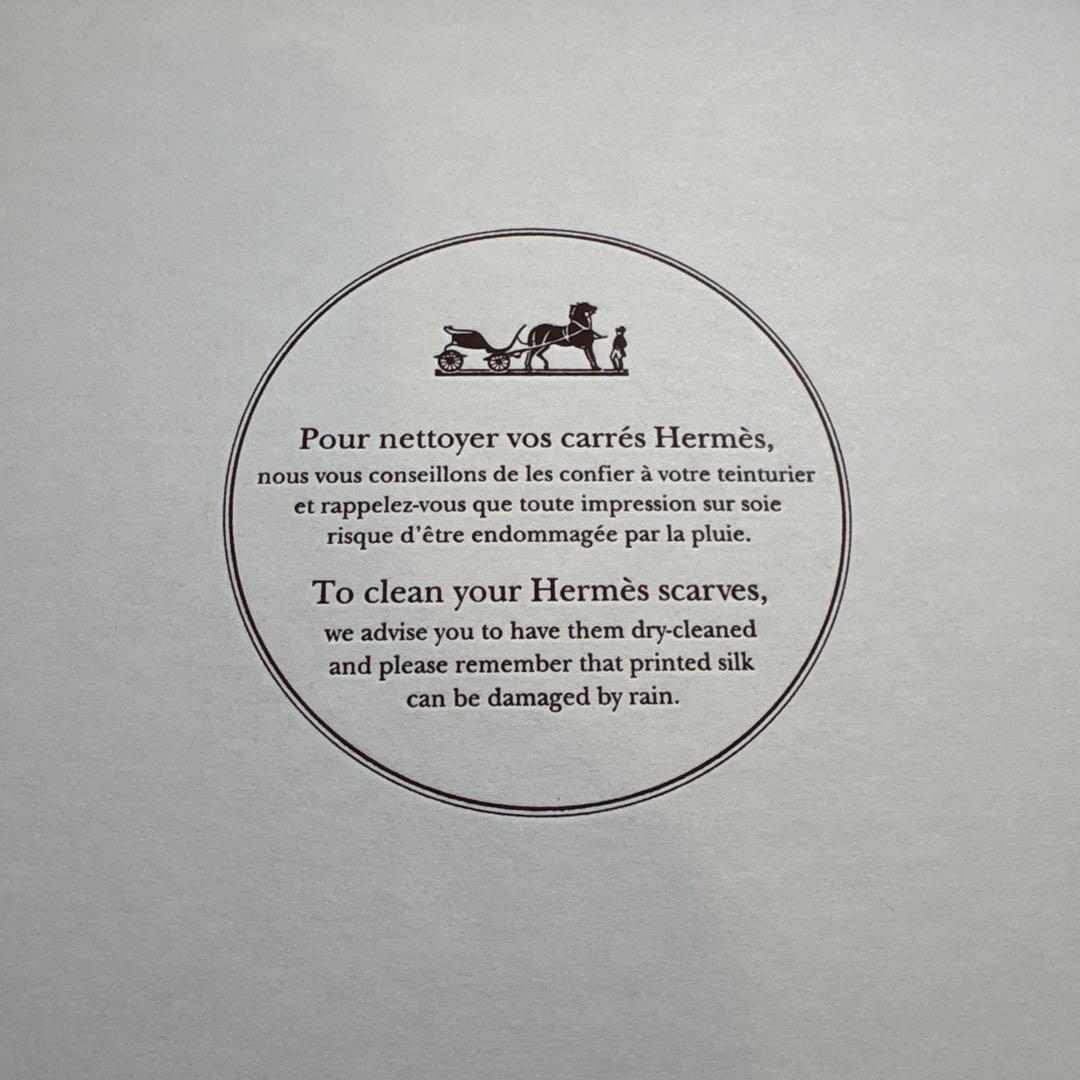 Pour nettoyer vos carrés Hermès,
nous vous conseillons de les confier à votre teinturier
et rappelez-vous que toute impression sur soie
risque d'être endommagée par la pluie.
To clean your Hermès scarves,
we advise you to have them dry-cleaned
and please remember that printed silk
can be damaged by rain.